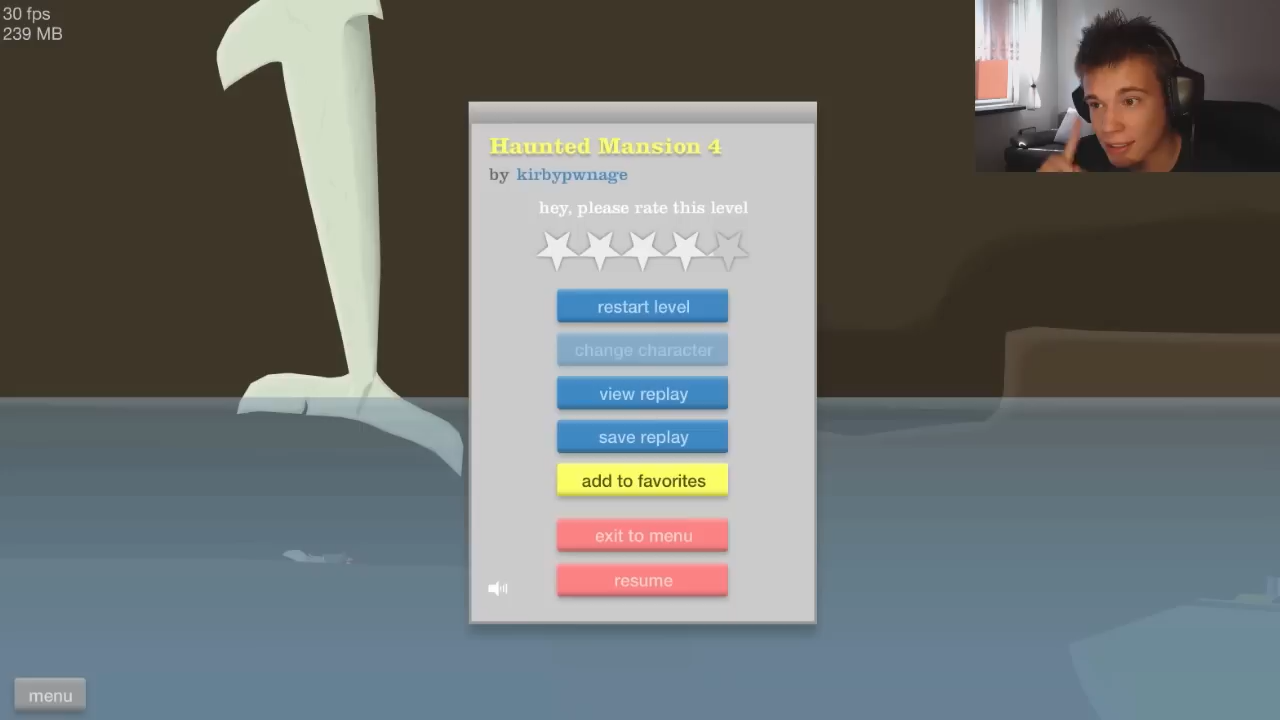 30 fps
239 MB
Haunted Mansion 4
by kirbypwnage
hey, please rate this level
restart level
change character
view replay
save replay
add to favorites
exit to menu
resume
menu